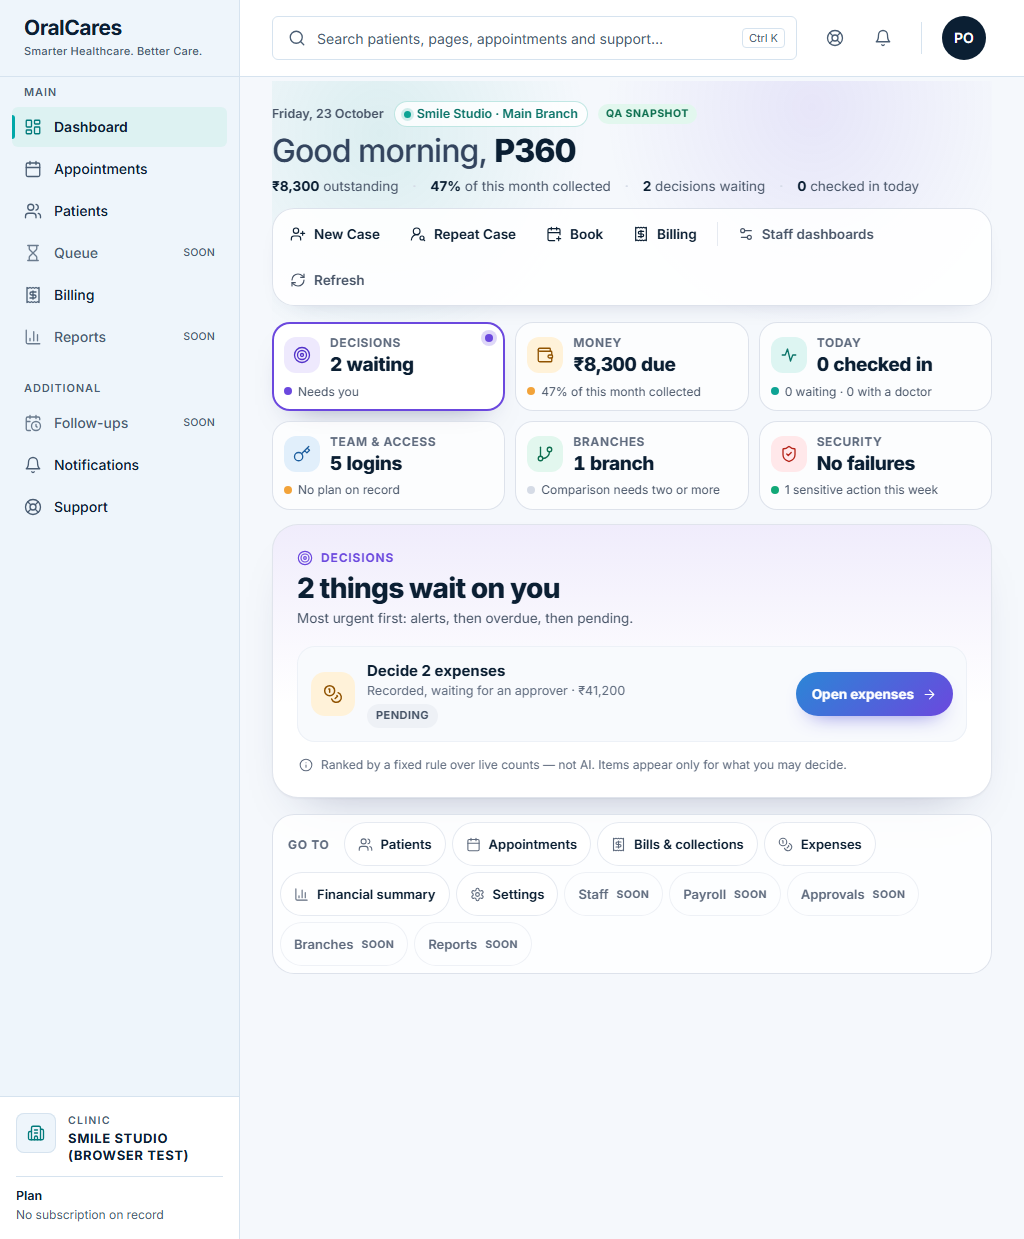 OralCares
Smarter Healthcare. Better Care.
Search patients, pages, appointments and support...
Ctrl K
PO
MAIN
Dashboard
Appointments
Patients
Queue SOON
Billing
Reports SOON
ADDITIONAL
Follow-ups SOON
Notifications
Support
CLINIC
SMILE STUDIO
(BROWSER TEST)
Plan
No subscription on record
Friday, 23 October Smile Studio · Main Branch QA SNAPSHOT
Good morning, P360
₹8,300 outstanding · 47% of this month collected · 2 decisions waiting · 0 checked in today
New Case Repeat Case Book Billing Staff dashboards
Refresh
DECISIONS
2 waiting
Needs you
MONEY
₹8,300 due
47% of this month collected
TODAY
0 checked in
0 waiting · 0 with a doctor
TEAM & ACCESS
5 logins
No plan on record
BRANCHES
1 branch
Comparison needs two or more
SECURITY
No failures
1 sensitive action this week
DECISIONS
2 things wait on you
Most urgent first: alerts, then overdue, then pending.
Decide 2 expenses
Recorded, waiting for an approver · ₹41,200
PENDING
Open expenses →
Ranked by a fixed rule over live counts — not AI. Items appear only for what you may decide.
GO TO Patients Appointments Bills & collections Expenses
Financial summary Settings Staff SOON Payroll SOON Approvals SOON
Branches SOON Reports SOON